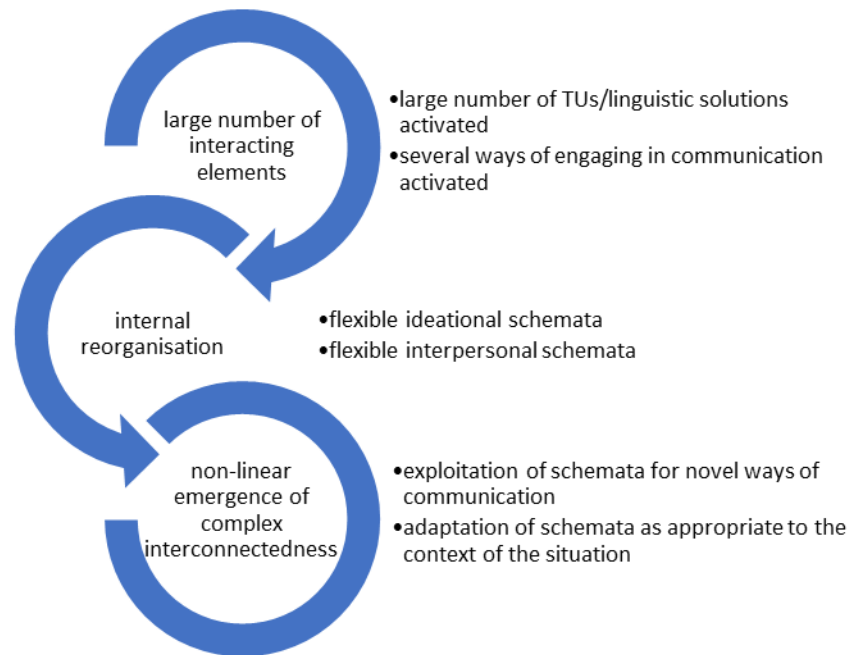 large number of
interacting
elements
•large number of TUs/linguistic solutions
activated
•several ways of engaging in communication
activated
internal
reorganisation
•flexible ideational schemata
•flexible interpersonal schemata
non-linear
emergence of
complex
interconnectedness
•exploitation of schemata for novel ways of
communication
•adaptation of schemata as appropriate to the
context of the situation